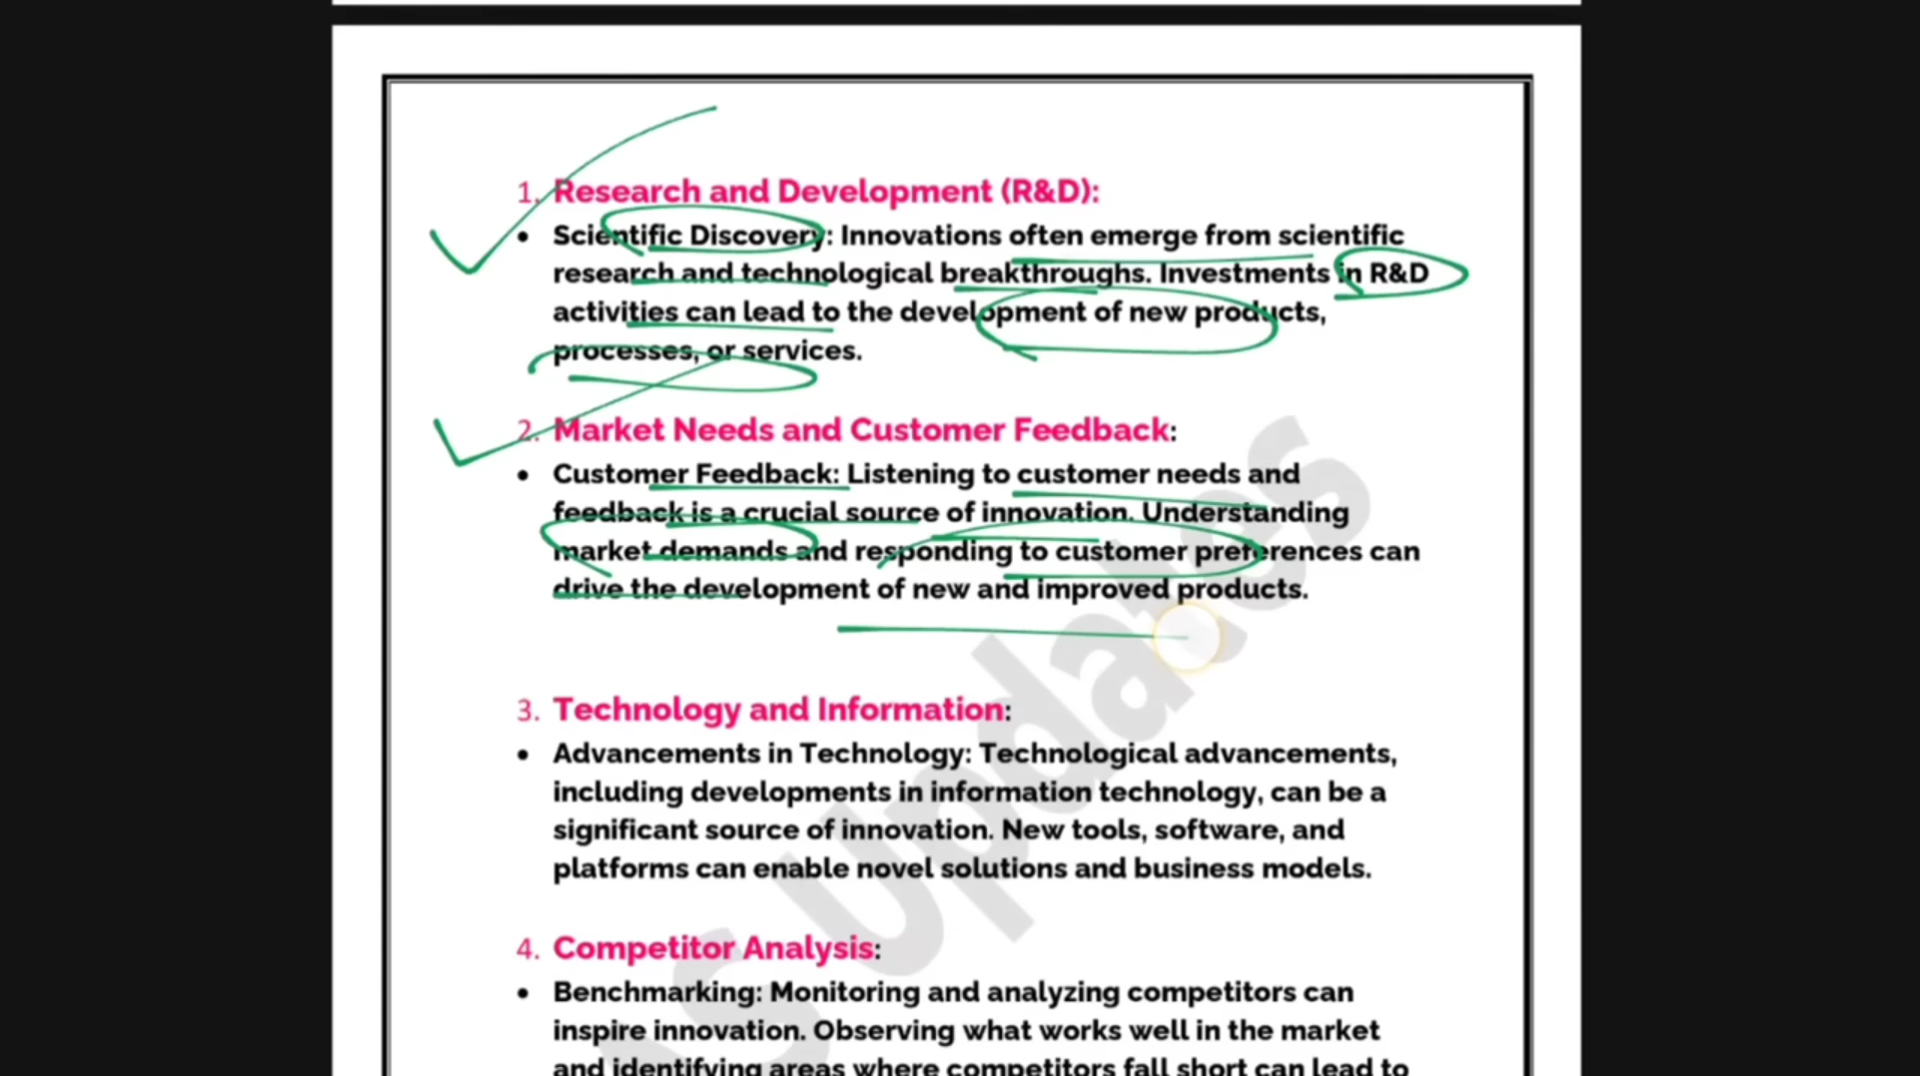 1. Research and Development (R&D):
• Scientific Discovery: Innovations often emerge from scientific
research and technological breakthroughs. Investments in R&D
activities can lead to the development of new products,
processes, or services.
2. Market Needs and Customer Feedback:
• Customer Feedback: Listening to customer needs and
feedback is a crucial source of innovation. Understanding
market demands and responding to customer preferences can
drive the development of new and improved products.
3. Technology and Information:
• Advancements in Technology: Technological advancements,
including developments in information technology, can be a
significant source of innovation. New tools, software, and
platforms can enable novel solutions and business models.
4. Competitor Analysis:
• Benchmarking: Monitoring and analyzing competitors can
inspire innovation. Observing what works well in the market
and identifying areas where competitors fall short can lead to
Updates